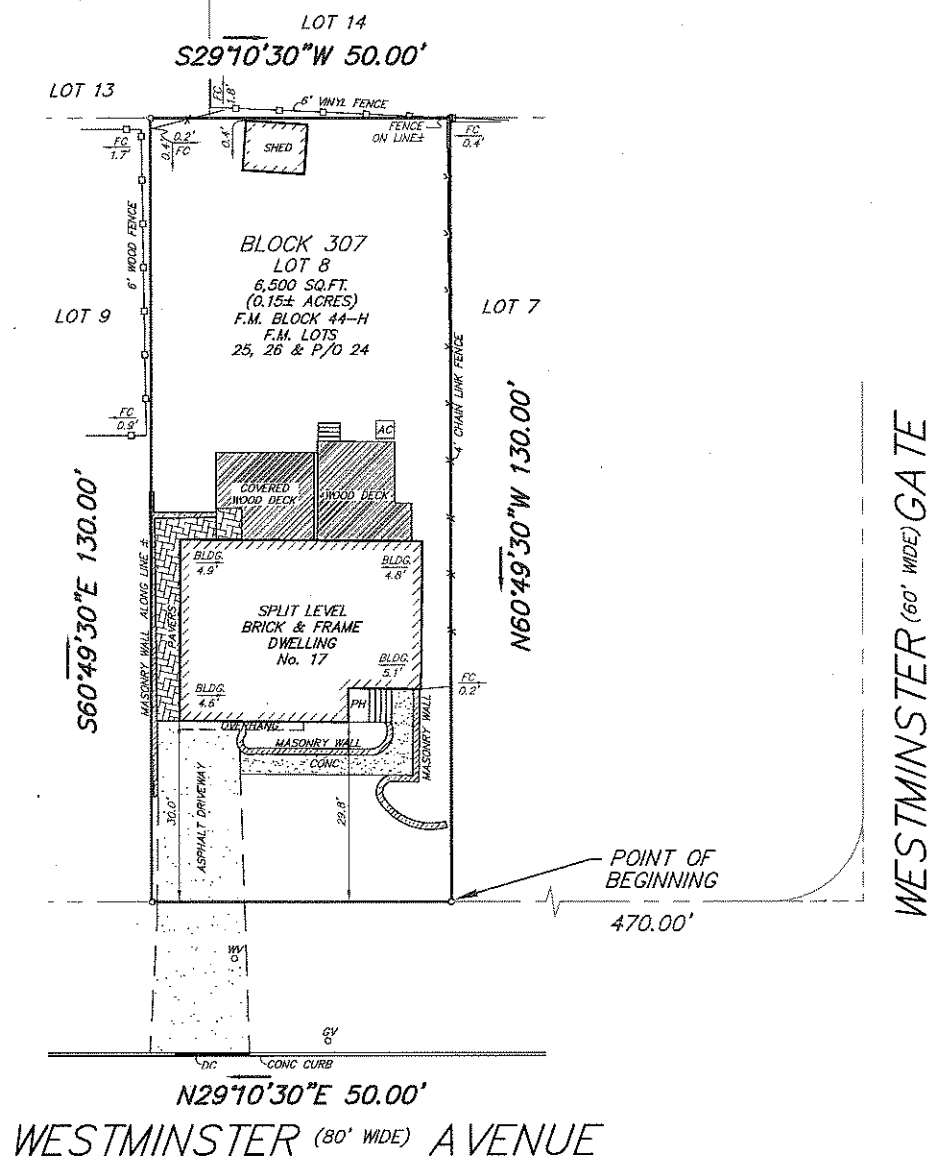 LOT 14
S29°10'30"W 50.00'
LOT 13
FC
1.8'
6' VINYL FENCE
FENCE
ON LINE±
FC
0.4'
FC
1.7'
0.4'
0.2'
FC
0.4'
SHED
6' WOOD FENCE
BLOCK 307
LOT 8
6,500 SQ.FT.
(0.15± ACRES)
F.M. BLOCK 44-H
F.M. LOTS
25, 26 & P/O 24
LOT 9
LOT 7
4' CHAIN LINK FENCE
FC
0.9'
AC
COVERED
WOOD DECK
WOOD DECK
S60°49'30"E 130.00'
N60°49'30"W 130.00'
WESTMINSTER (60' WIDE) GATE
MASONRY WALL ALONG LINE ±
PAVERS
BLDG.
4.9'
BLDG.
4.8'
SPLIT LEVEL
BRICK & FRAME
DWELLING
No. 17
BLDG.
5.1'
BLDG.
4.6'
FC
0.2'
PH
OVERHANG
MASONRY WALL
CONC
MASONRY WALL
30.0'
ASPHALT DRIVEWAY
29.8'
POINT OF
BEGINNING
470.00'
WV
GV
DC
CONC CURB
N29°10'30"E 50.00'
WESTMINSTER (80' WIDE) AVENUE